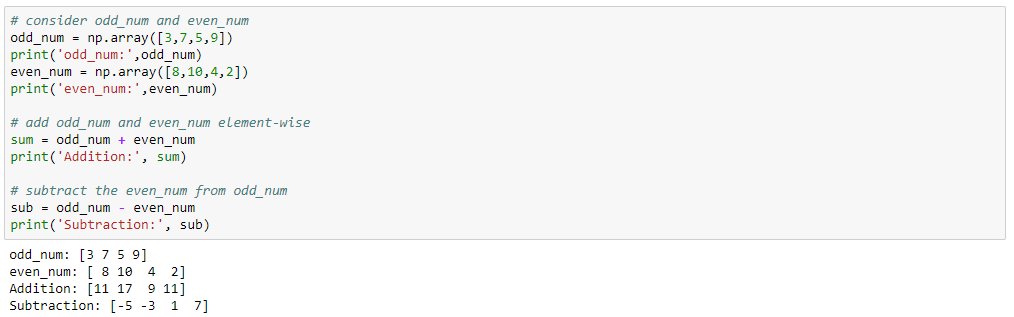 # consider odd_num and even_num
odd_num = np.array([3,7,5,9])
print('odd_num:',odd_num)
even_num = np.array([8,10,4,2])
print('even_num:',even_num)

# add odd_num and even_num element-wise
sum = odd_num + even_num
print('Addition:', sum)

# subtract the even_num from odd_num
sub = odd_num - even_num
print('Subtraction:', sub)

odd_num: [3 7 5 9]
even_num: [ 8 10  4  2]
Addition: [11 17  9 11]
Subtraction: [-5 -3  1  7]